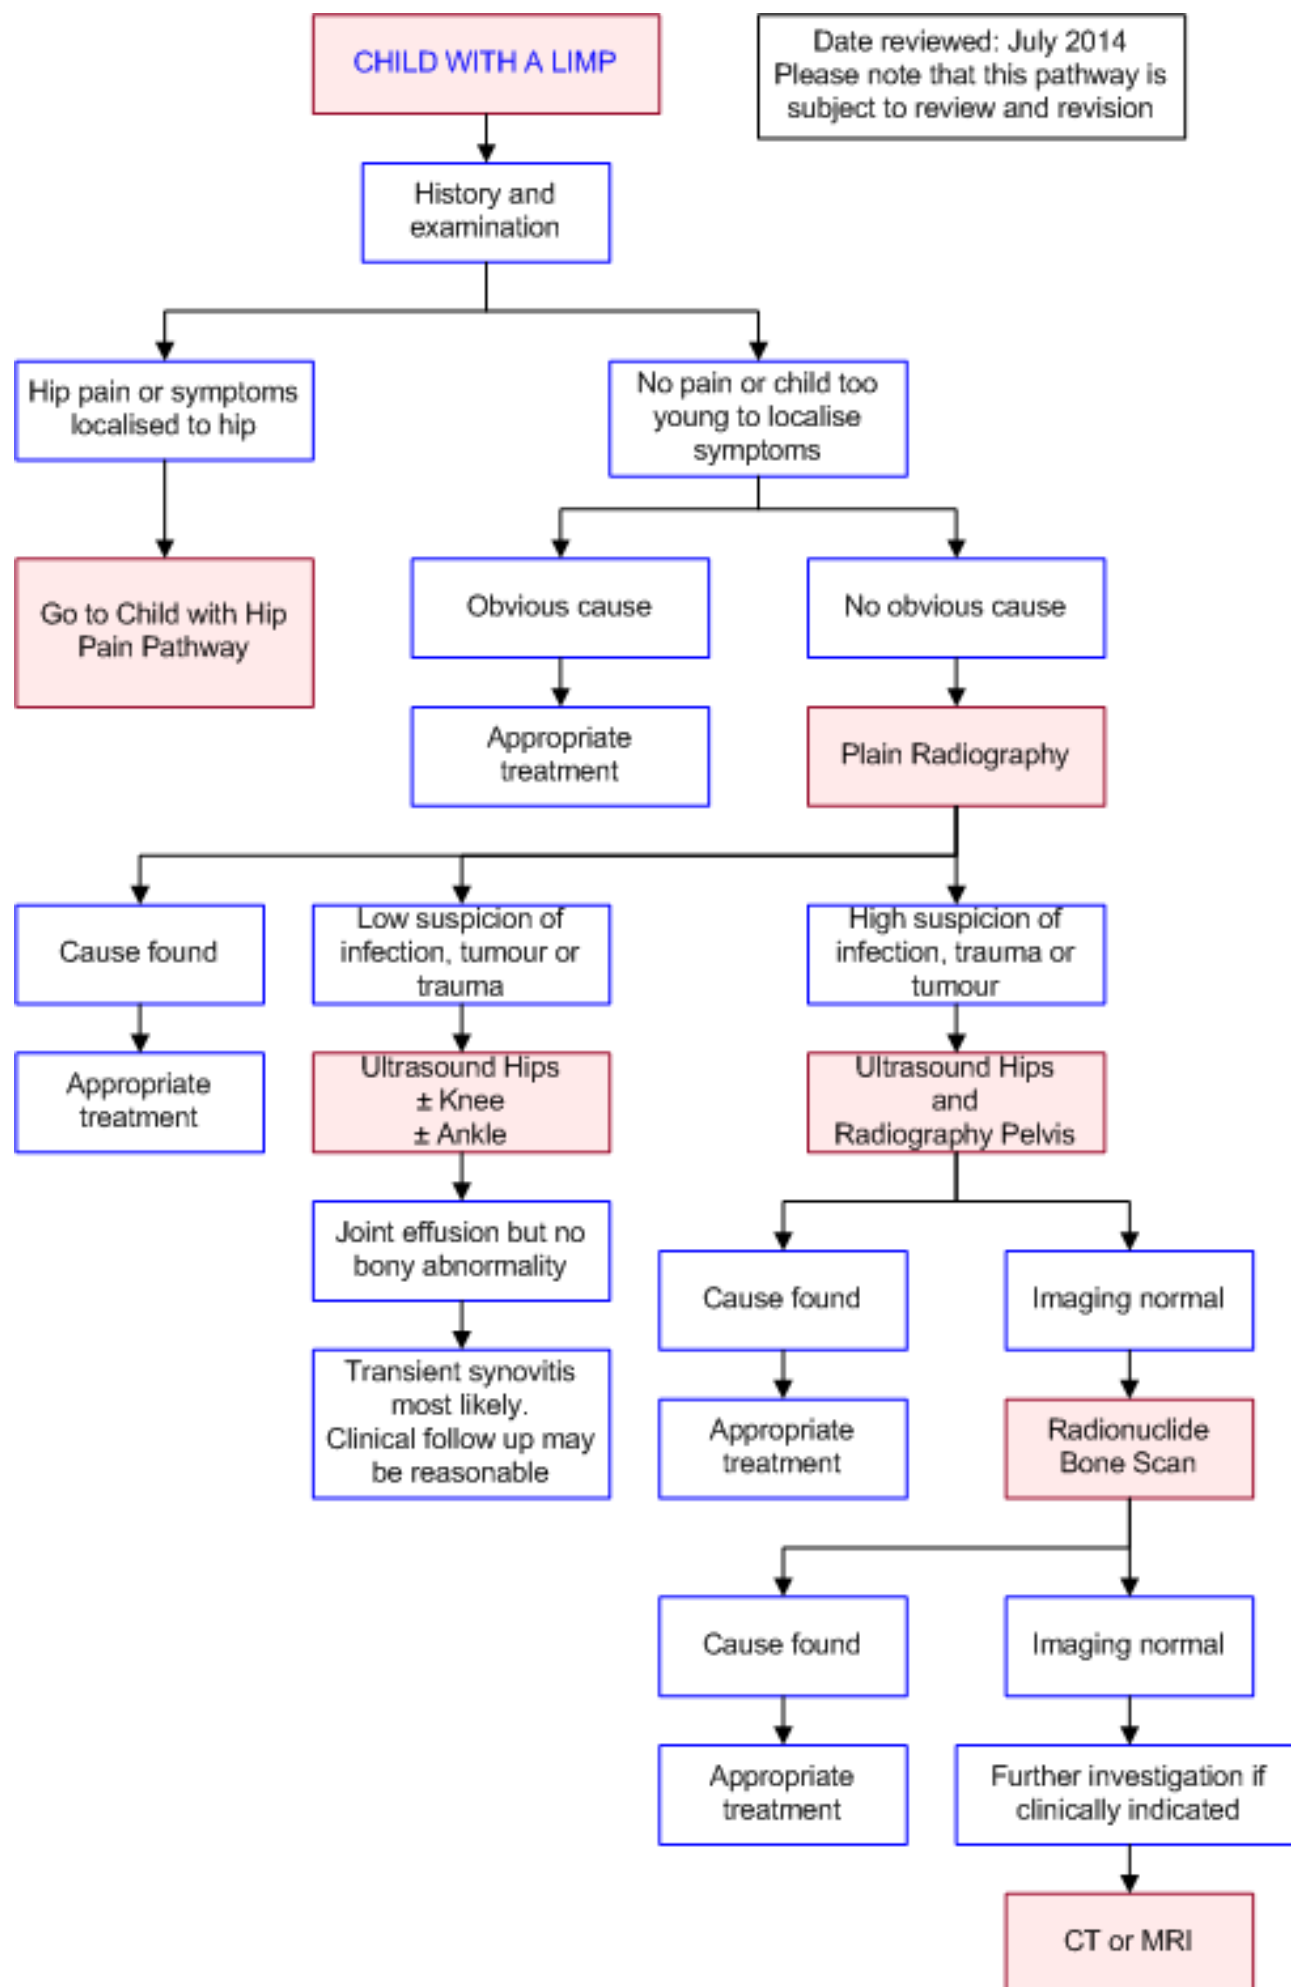 CHILD WITH A LIMP
Date reviewed: July 2014
Please note that this pathway is
subject to review and revision
History and
examination
Hip pain or symptoms
localised to hip
No pain or child too
young to localise
symptoms
Go to Child with Hip
Pain Pathway
Obvious cause
No obvious cause
Appropriate
treatment
Plain Radiography
Cause found
Low suspicion of
infection, tumour or
trauma
High suspicion of
infection, trauma or
tumour
Appropriate
treatment
Ultrasound Hips
± Knee
± Ankle
Ultrasound Hips
and
Radiography Pelvis
Joint effusion but no
bony abnormality
Cause found
Imaging normal
Transient synovitis
most likely.
Clinical follow up may
be reasonable
Appropriate
treatment
Radionuclide
Bone Scan
Cause found
Imaging normal
Appropriate
treatment
Further investigation if
clinically indicated
CT or MRI